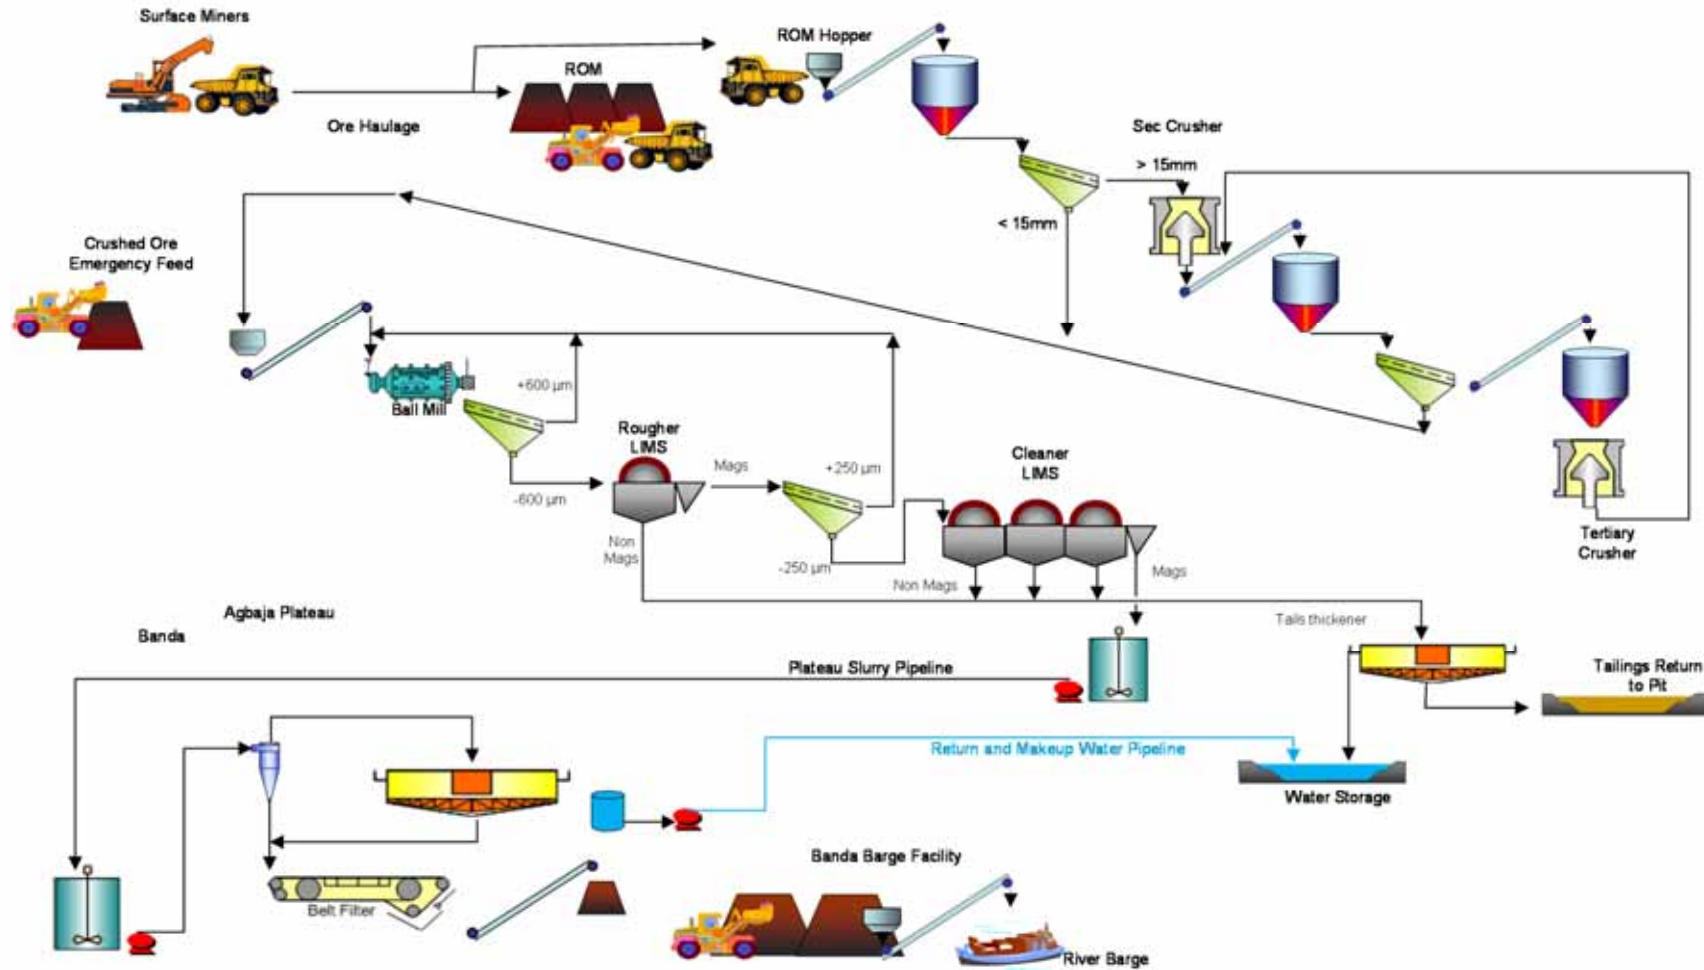 Surface Miners
ROM Hopper
ROM
Ore Haulage
Sec Crusher
> 15mm
< 15mm
Crushed Ore
Emergency Feed
+600 µm
Ball Mill
Rougher
LIMS
Mags
+250 µm
Cleaner
LIMS
-600 µm
Tertiary
Crusher
Non
Mags
-250 µm
Non Mags
Mags
Agbaja Plateau
Banda
Tails thickener
Plateau Slurry Pipeline
Tailings Return
to Pit
Return and Makeup Water Pipeline
Water Storage
Banda Barge Facility
Belt Filter
River Barge